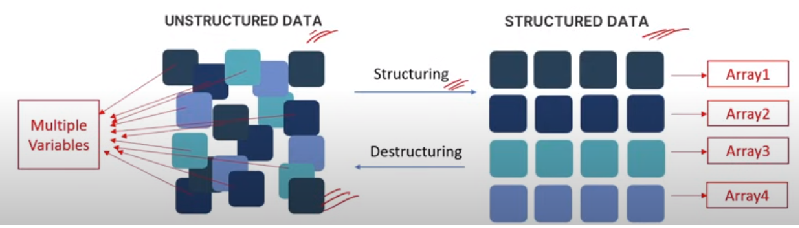 UNSTRUCTURED DATA
STRUCTURED DATA
Multiple
Variables
Structuring
Destructuring
Array1
Array2
Array3
Array4